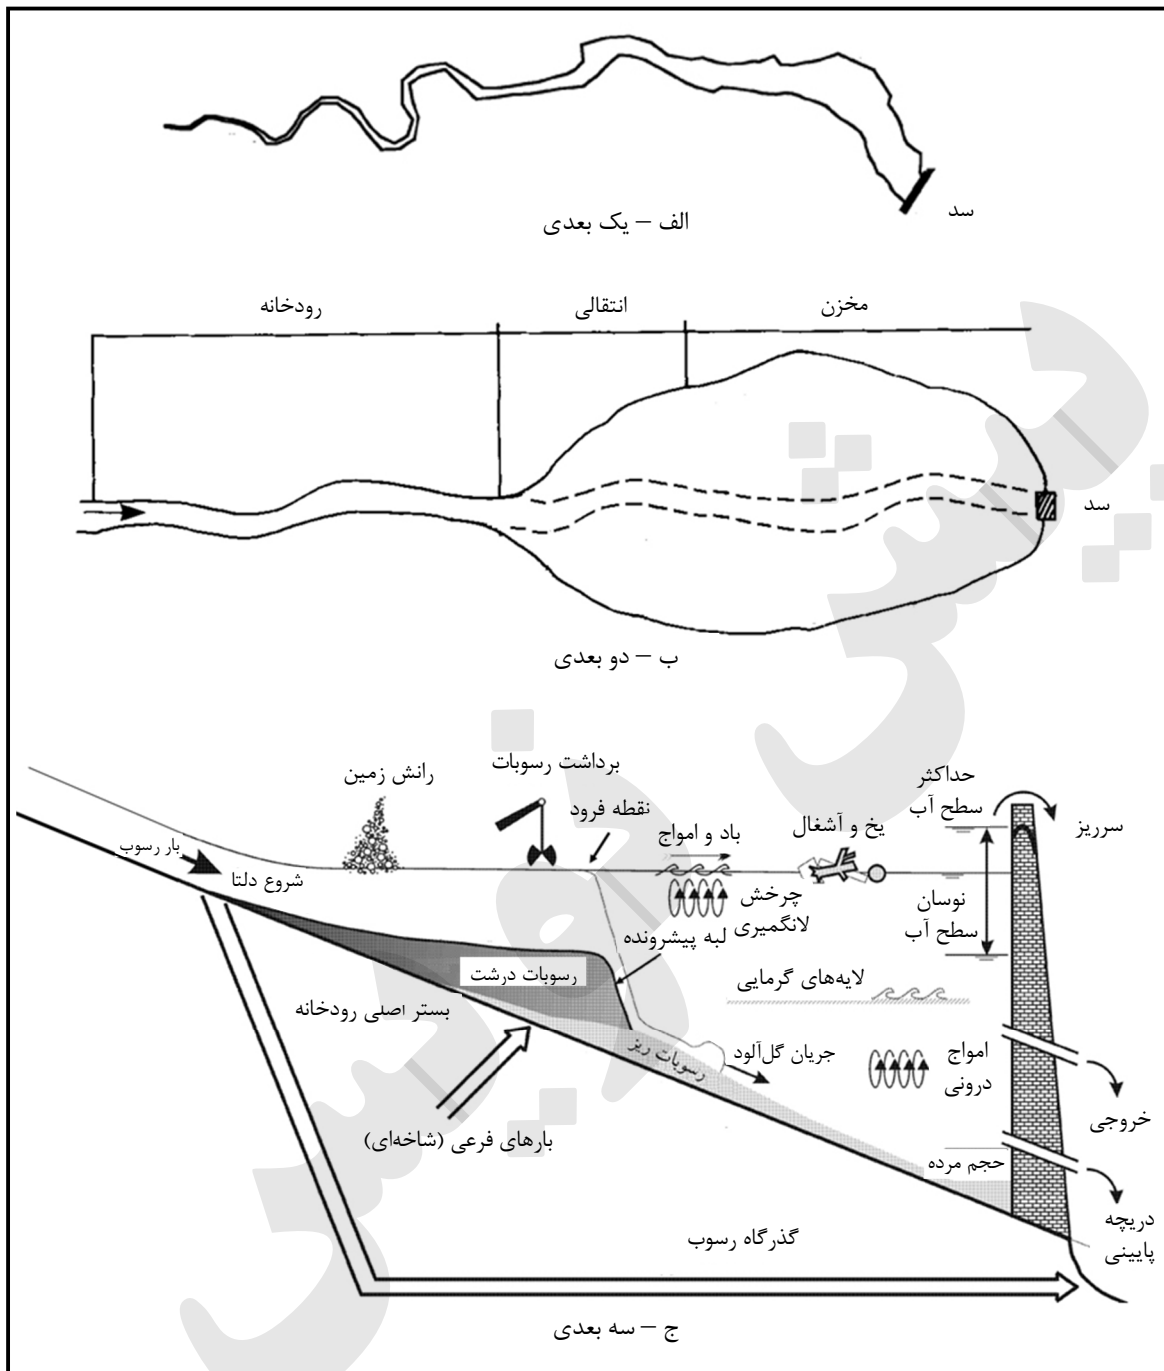 سد
الف – یک بعدی
رودخانه
انتقالی
مخزن
سد
ب – دو بعدی
رانش زمین
برداشت رسوبات
نقطه فرود
باد و امواج
یخ و آشغال
حداکثر
سطح آب
سرریز
بار رسوب
شروع دلتا
چرخش
لانگمیری
نوسان
سطح آب
لبه پیشرونده
رسوبات درشت
لایه‌های گرمایی
بستر اصلی رودخانه
رسوبات ریز
جریان گل‌آلود
امواج
درونی
خروجی
بارهای فرعی (شاخه‌ای)
حجم مرده
دریچه
پایینی
گذرگاه رسوب
ج – سه بعدی
پیش نویس